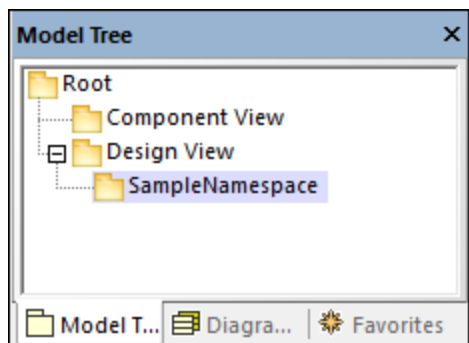 Model Tree
Root
Component View
Design View
SampleNamespace
Model T... Diagra... Favorites